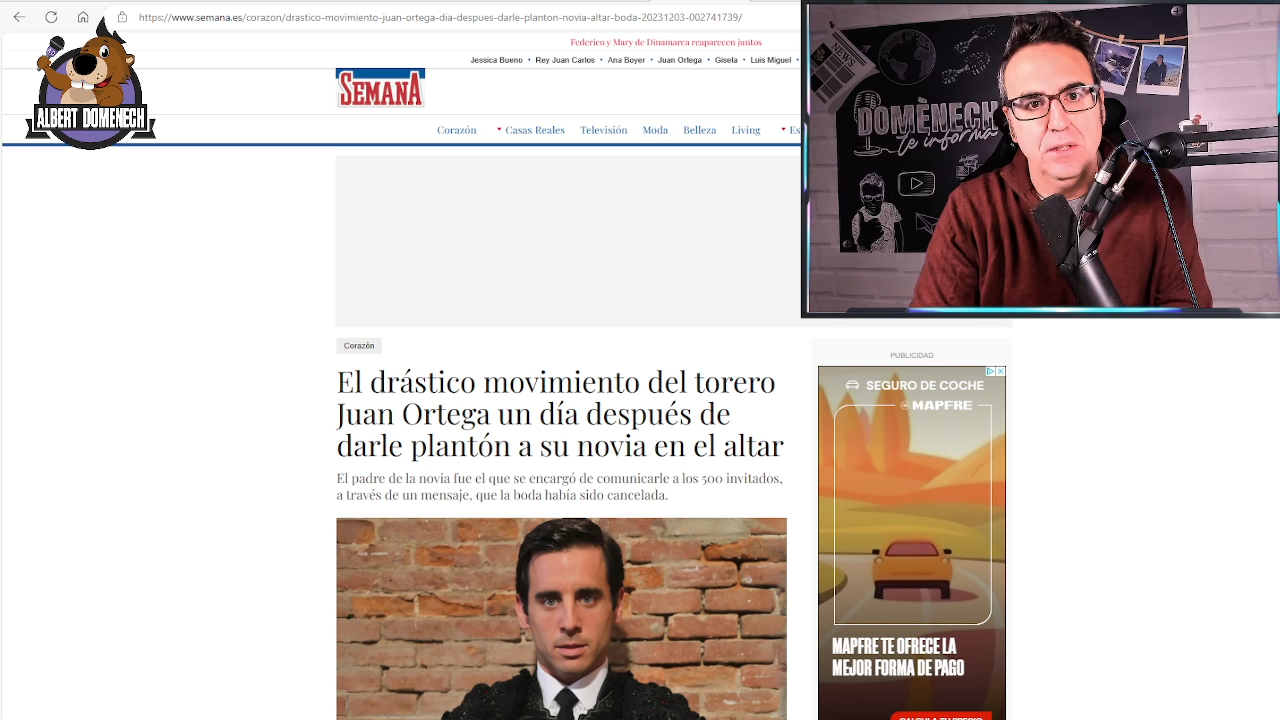 https://www.semana.es/corazon/drastico-movimiento-juan-ortega-dia-despues-darle-planton-novia-altar-boda-20231203-002741739/
ALBERT DOMENECH
Federico y Mary de Dinamarca reaparecen juntos
Jessica Bueno • Rey Juan Carlos • Ana Boyer • Juan Ortega • Gisela • Luis Miguel •
SEMANA
Corazón Casas Reales Televisión Moda Belleza Living Es
NEWS
DOMÈNECH
te informa
Corazón
El drástico movimiento del torero
Juan Ortega un día después de
darle plantón a su novia en el altar
El padre de la novia fue el que se encargó de comunicarle a los 500 invitados,
a través de un mensaje, que la boda había sido cancelada.
PUBLICIDAD
SEGURO DE COCHE
MAPFRE
MAPFRE TE OFRECE LA
MEJOR FORMA DE PAGO
CALCULA TU PRECIO